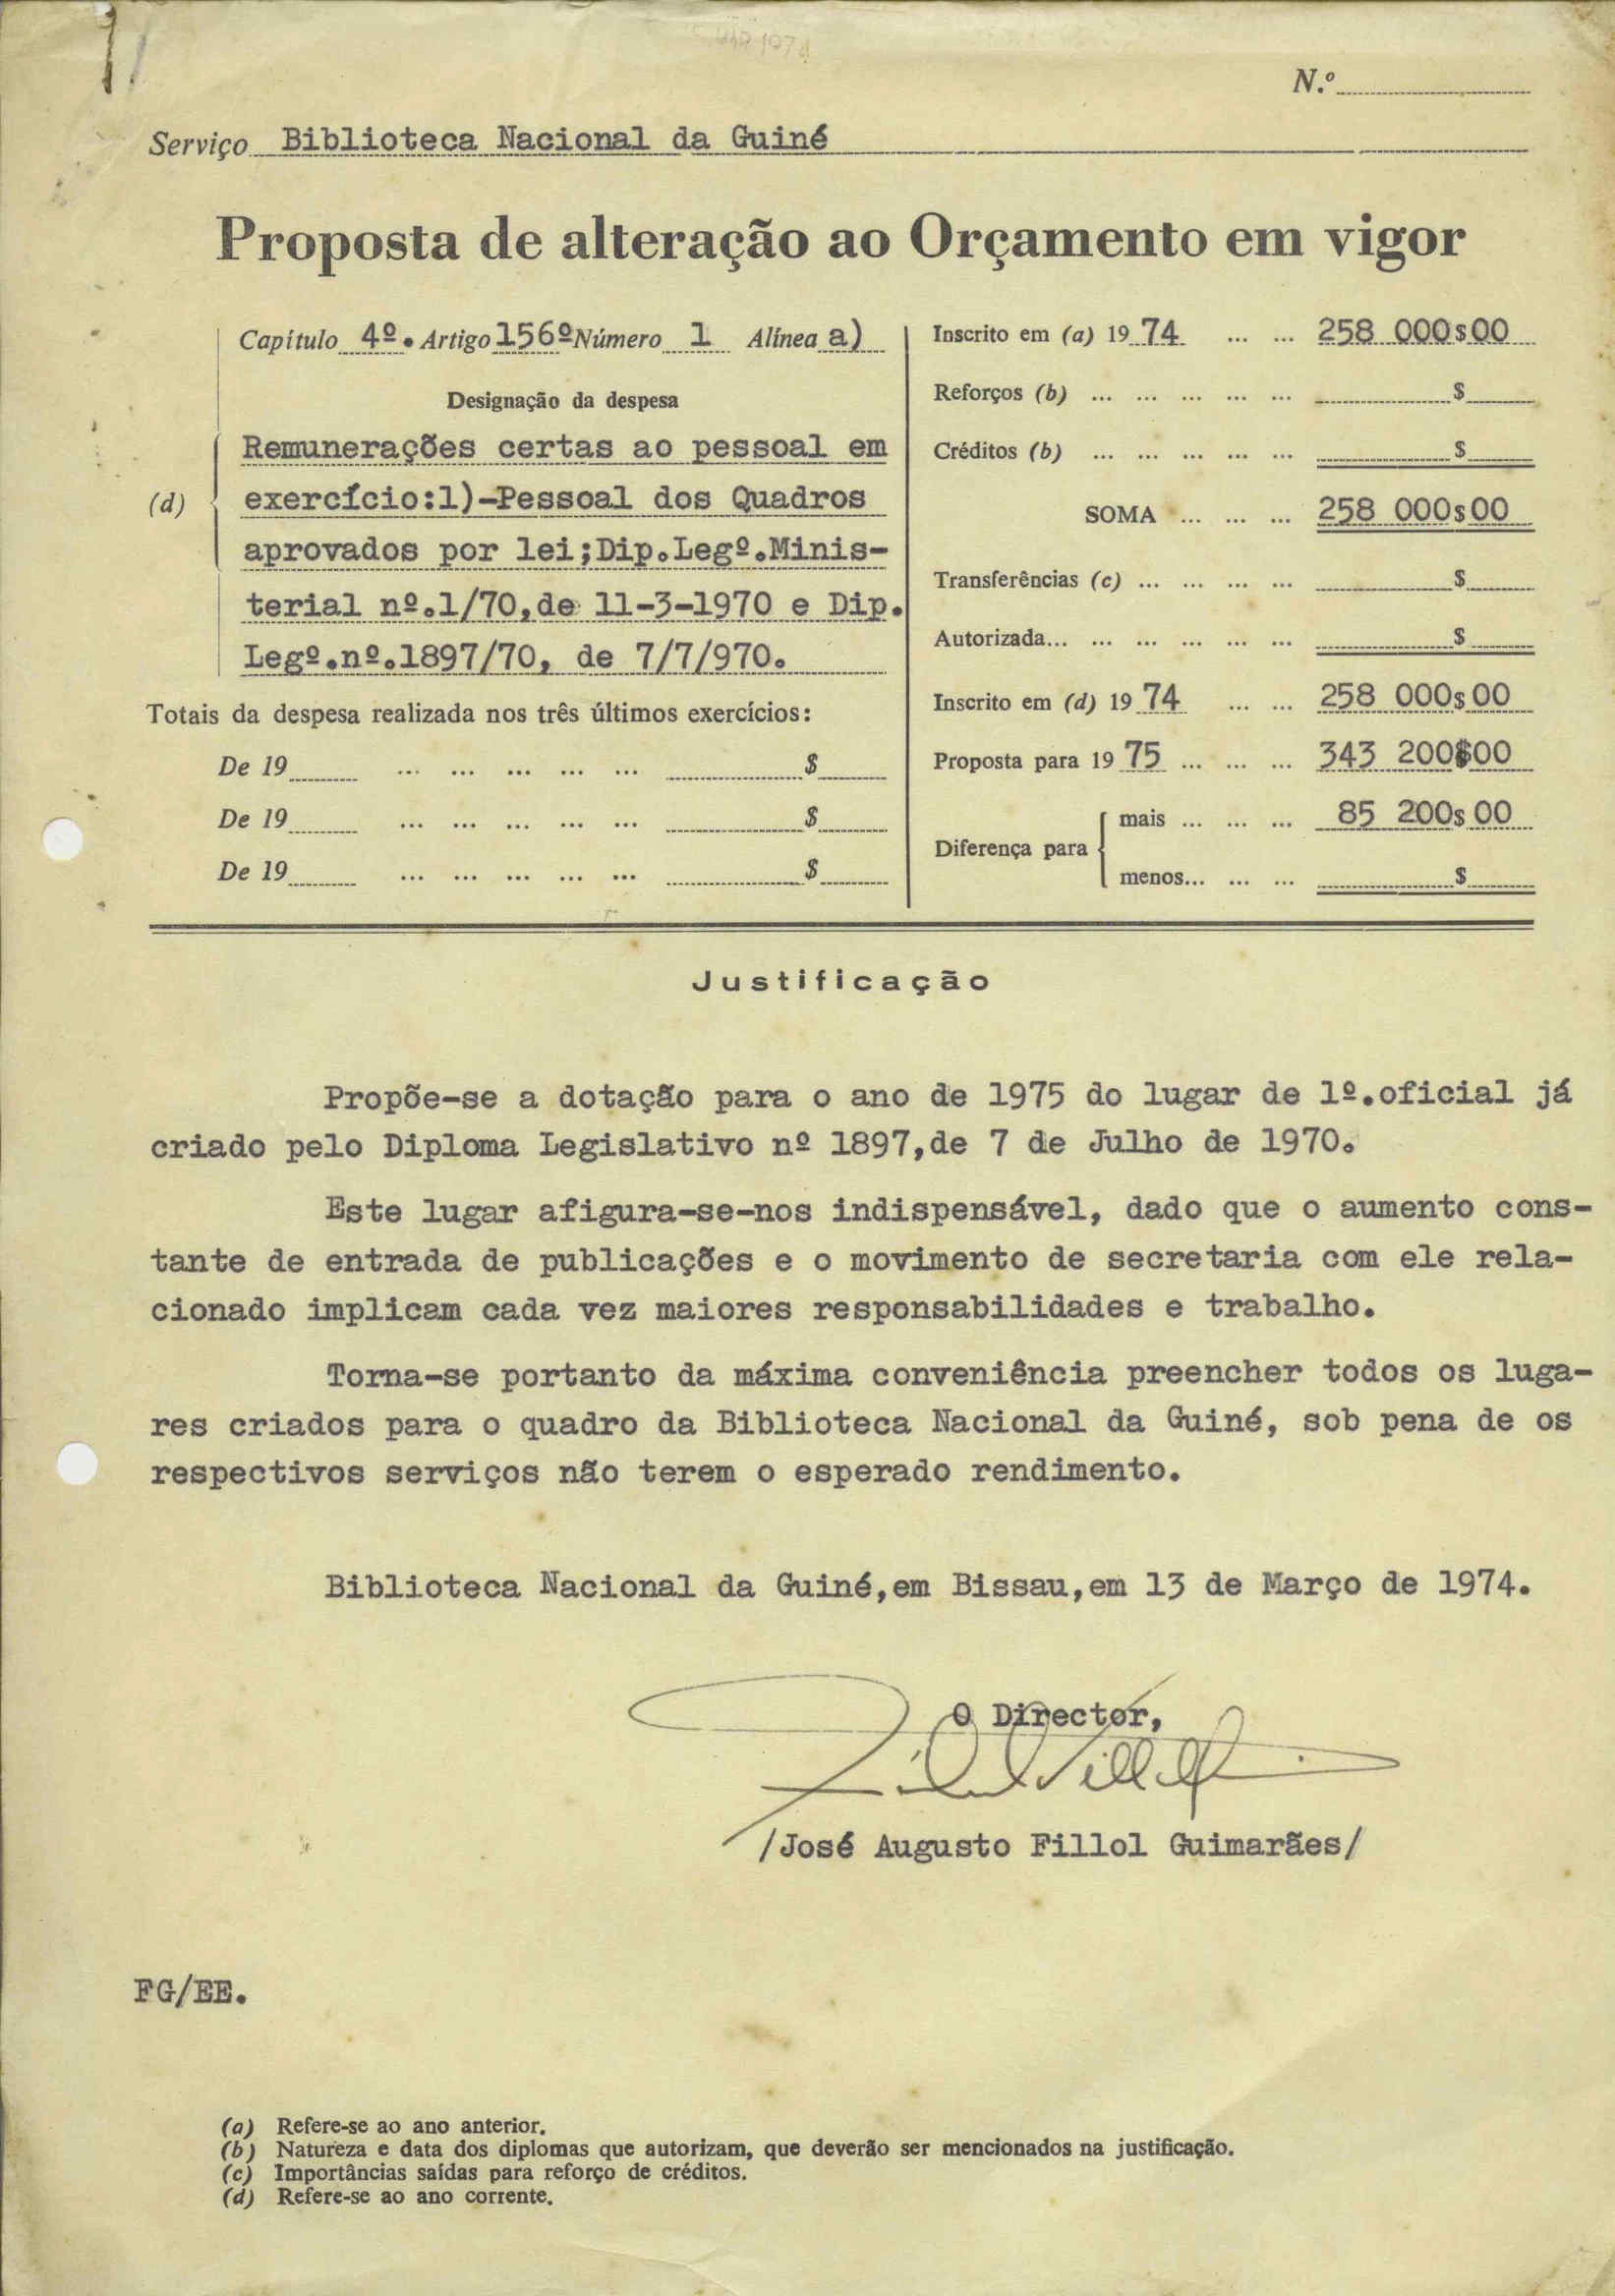 N.º
Serviço Biblioteca Nacional da Guiné
Proposta de alteração ao Orçamento em vigor
Capítulo 4º. Artigo 156º Número 1 Alínea a)
Designação da despesa
(d)
Remunerações certas ao pessoal em
exercício:1)-Pessoal dos Quadros
aprovados por lei;Dip.Legº.Minis-
terial nº.1/70,de 11-3-1970 e Dip.
Legº.nº.1897/70, de 7/7/970.
Totais da despesa realizada nos três últimos exercícios:
De 19 ... ... ... ... ... $
De 19 ... ... ... ... ... $
De 19 ... ... ... ... ... $
Inscrito em (a) 19 74 ... ... 258 000$00
Reforços (b) ... ... ... ... ... $
Créditos (b) ... ... ... ... ... $
SOMA ... ... ... 258 000$00
Transferências (c) ... ... ... ... $
Autorizada... ... ... ... ... ... $
Inscrito em (d) 19 74 ... ... 258 000$00
Proposta para 19 75 ... ... ... 343 200$00
Diferença para
mais ... ... ... 85 200$00
menos... ... ... $
Justificação
Propõe-se a dotação para o ano de 1975 do lugar de 1º.oficial já
criado pelo Diploma Legislativo nº 1897,de 7 de Julho de 1970.
Este lugar afigura-se-nos indispensável, dado que o aumento cons-
tante de entrada de publicações e o movimento de secretaria com ele rela-
cionado implicam cada vez maiores responsabilidades e trabalho.
Torna-se portanto da máxima conveniência preencher todos os luga-
res criados para o quadro da Biblioteca Nacional da Guiné, sob pena de os
respectivos serviços não terem o esperado rendimento.
Biblioteca Nacional da Guiné,em Bissau,em 13 de Março de 1974.
O Director,
/José Augusto Fillol Guimarães/
FG/EE.
(a) Refere-se ao ano anterior.
(b) Natureza e data dos diplomas que autorizam, que deverão ser mencionados na justificação.
(c) Importâncias saídas para reforço de créditos.
(d) Refere-se ao ano corrente.